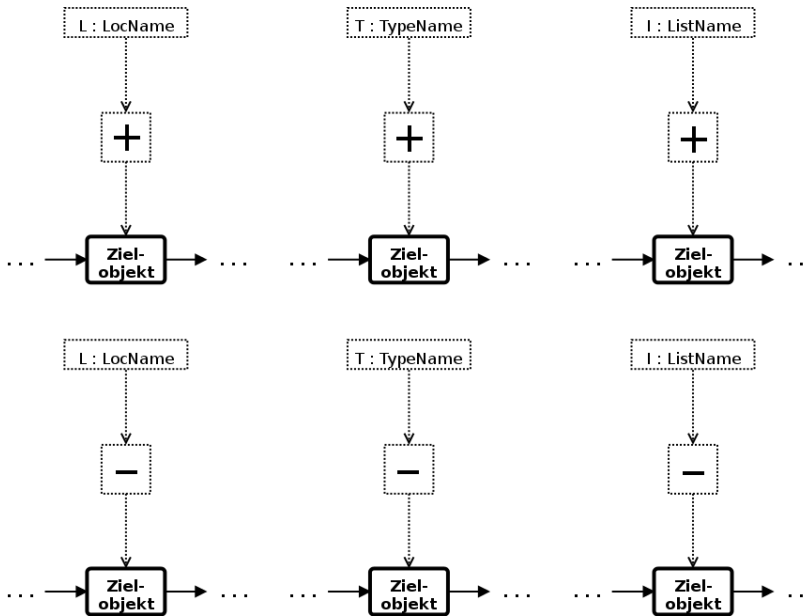 L : LocName T : TypeName I : ListName
+ + +
... Ziel-objekt ... ... Ziel-objekt ... ... Ziel-objekt ..
L : LocName T : TypeName I : ListName
− − −
... Ziel-objekt ... ... Ziel-objekt ... ... Ziel-objekt ..